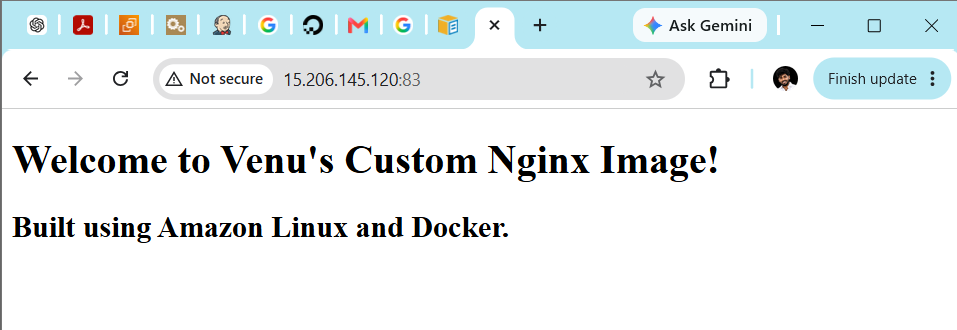 Ask Gemini
Not secure 15.206.145.120:83 Finish update
Welcome to Venu's Custom Nginx Image!
Built using Amazon Linux and Docker.